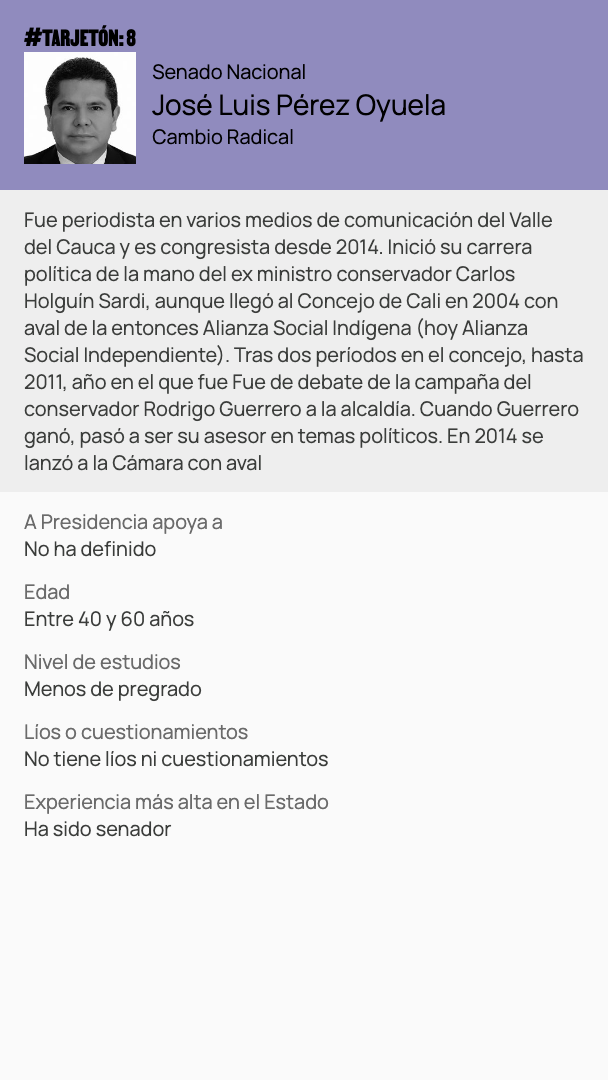 #TARJETÓN: 8
Senado Nacional
José Luis Pérez Oyuela
Cambio Radical
Fue periodista en varios medios de comunicación del Valle
del Cauca y es congresista desde 2014. Inició su carrera
política de la mano del ex ministro conservador Carlos
Holguín Sardi, aunque llegó al Concejo de Cali en 2004 con
aval de la entonces Alianza Social Indígena (hoy Alianza
Social Independiente). Tras dos períodos en el concejo, hasta
2011, año en el que fue Fue de debate de la campaña del
conservador Rodrigo Guerrero a la alcaldía. Cuando Guerrero
ganó, pasó a ser su asesor en temas políticos. En 2014 se
lanzó a la Cámara con aval
A Presidencia apoya a
No ha definido
Edad
Entre 40 y 60 años
Nivel de estudios
Menos de pregrado
Líos o cuestionamientos
No tiene líos ni cuestionamientos
Experiencia más alta en el Estado
Ha sido senador